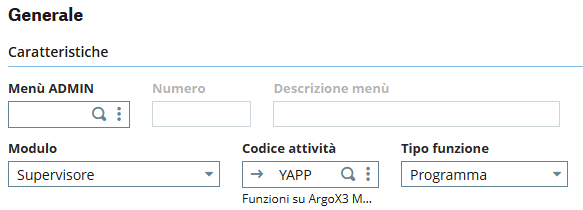 Generale
Caratteristiche
Menù ADMIN Numero Descrizione menù
Modulo Codice attività Tipo funzione
Supervisore YAPP Programma
Funzioni su ArgoX3 M...